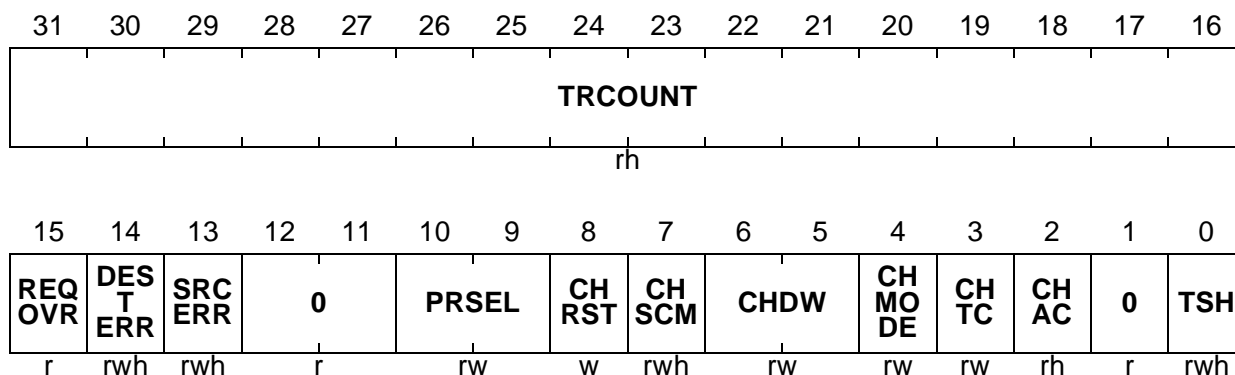 31 30 29 28 27 26 25 24 23 22 21 20 19 18 17 16
TRCOUNT
rh
15 14 13 12 11 10 9 8 7 6 5 4 3 2 1 0
REQ OVR DES T ERR SRC ERR 0 PRSEL CH RST CH SCM CHDW CH MO DE CH TC CH AC 0 TSH
r rwh rwh r rw w rwh rw rw rw rh r rwh